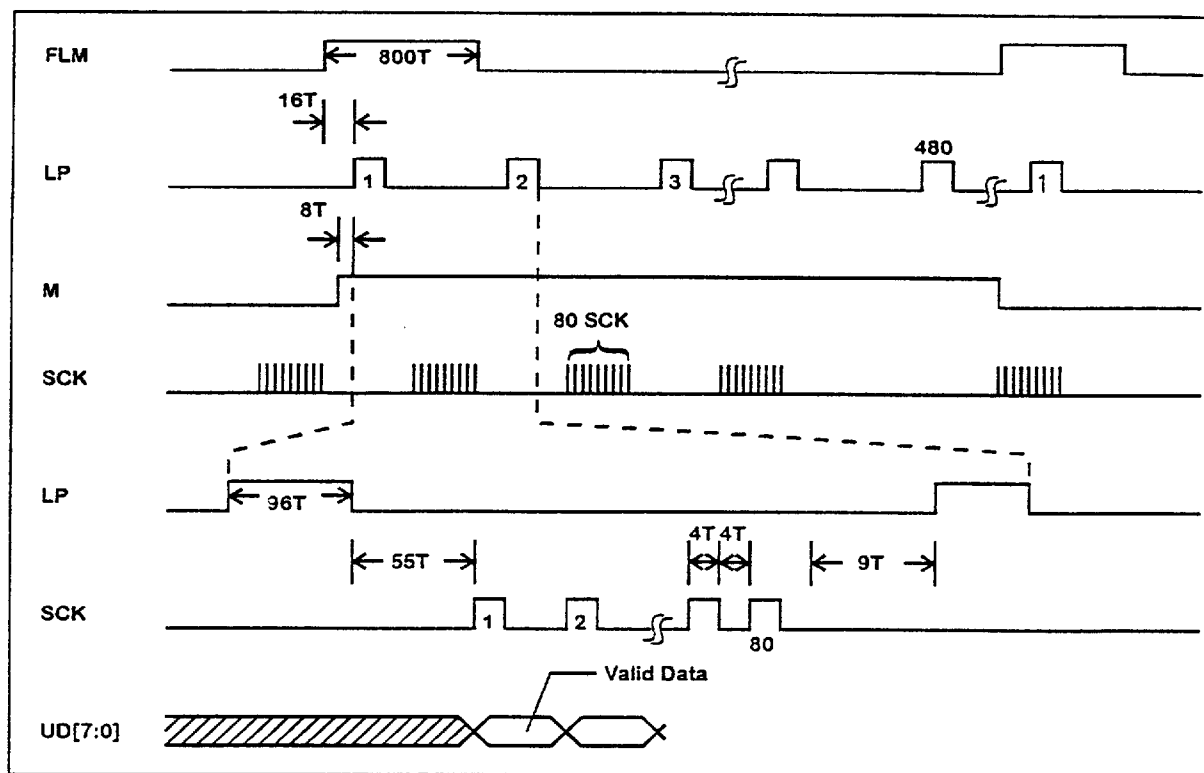 FLM
800T
16T
LP
1
2
3
480
1
8T
M
80 SCK
SCK
LP
96T
4T 4T
55T
9T
SCK
1
2
80
Valid Data
UD[7:0]